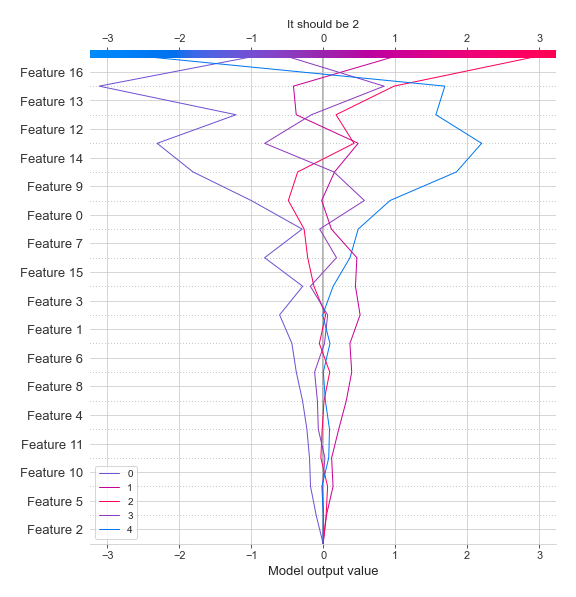 It should be 2
−3 −2 −1 0 1 2 3
Feature 16
Feature 13
Feature 12
Feature 14
Feature 9
Feature 0
Feature 7
Feature 15
Feature 3
Feature 1
Feature 6
Feature 8
Feature 4
Feature 11
Feature 10
Feature 5
Feature 2
0
1
2
3
4
−3 −2 −1 0 1 2 3
Model output value